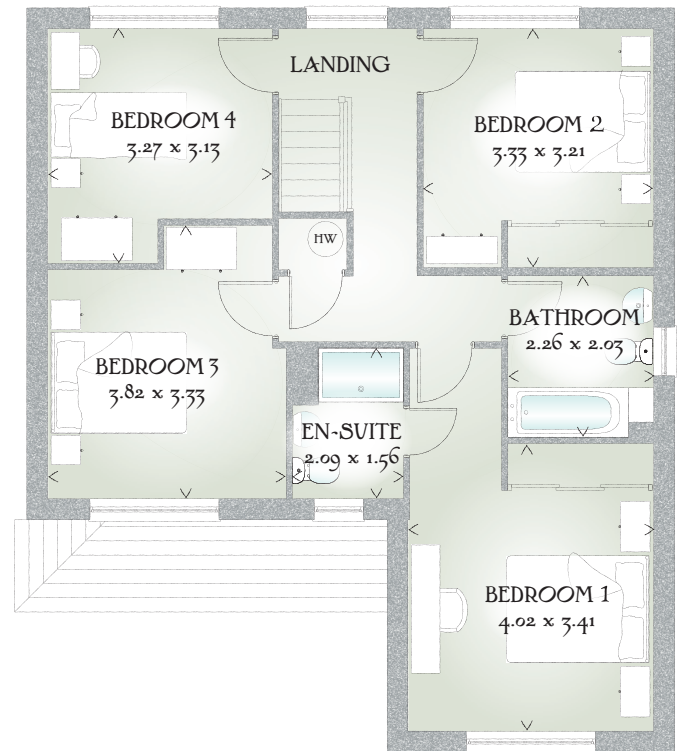 LANDING
BEDROOM 4
3.27 x 3.13
BEDROOM 2
3.33 x 3.21
HW
BATHROOM
2.26 x 2.03
BEDROOM 3
3.82 x 3.33
EN-SUITE
2.09 x 1.56
BEDROOM 1
4.02 x 3.41